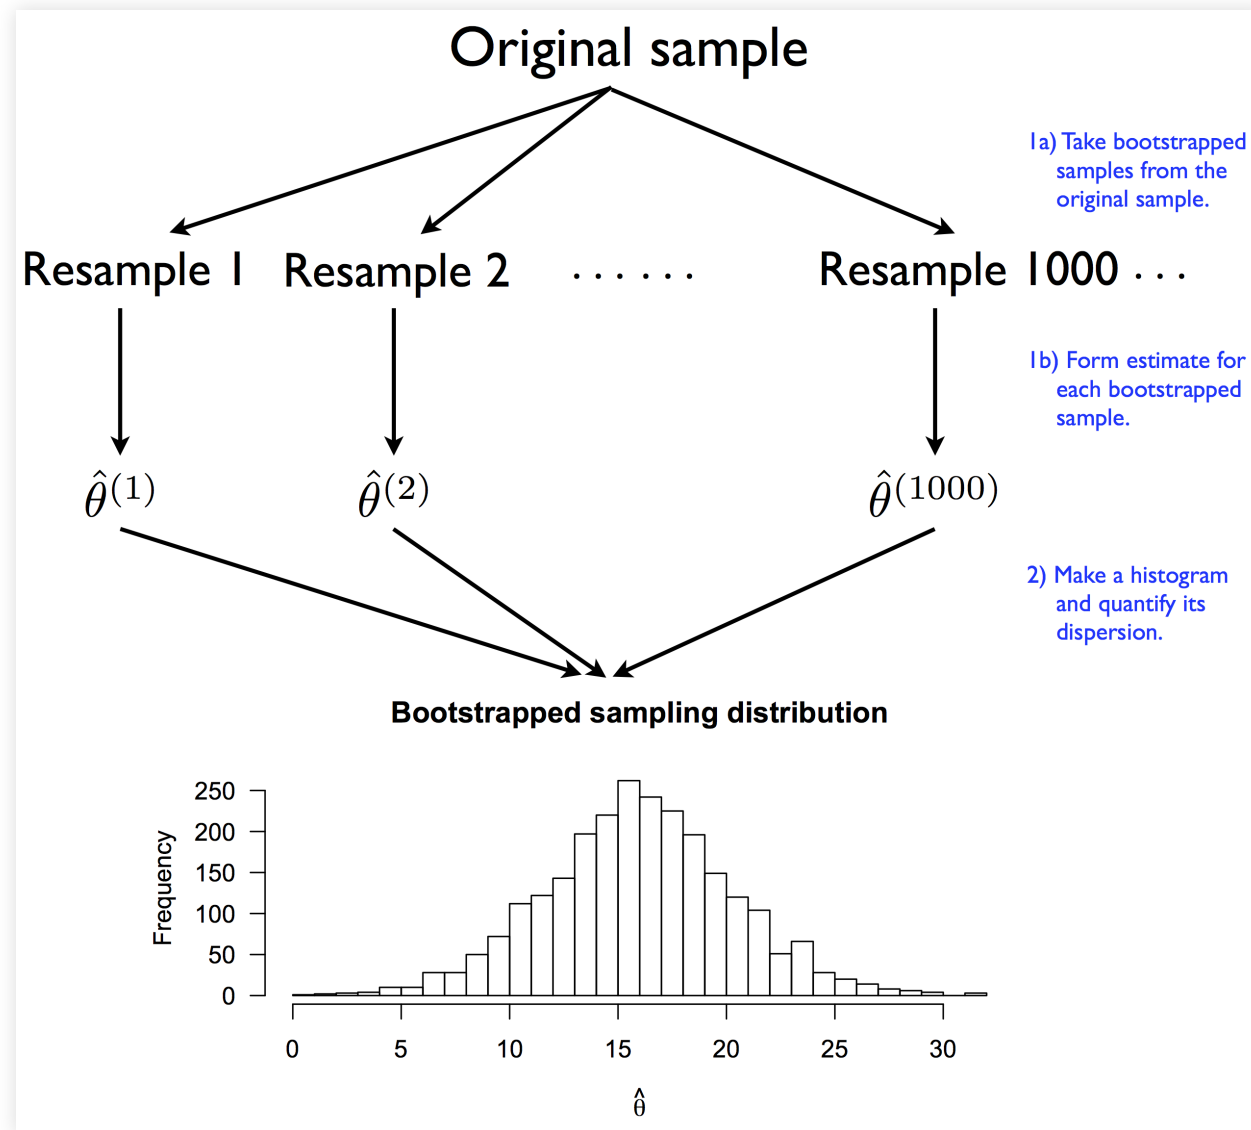 Original sample
1a) Take bootstrapped
samples from the
original sample.
Resample 1 Resample 2 . . . . . . Resample 1000 . . .
1b) Form estimate for
each bootstrapped
sample.
θ̂(1) θ̂(2) θ̂(1000)
2) Make a histogram
and quantify its
dispersion.
Bootstrapped sampling distribution
Frequency
250
200
150
100
50
0
0 5 10 15 20 25 30
θ̂